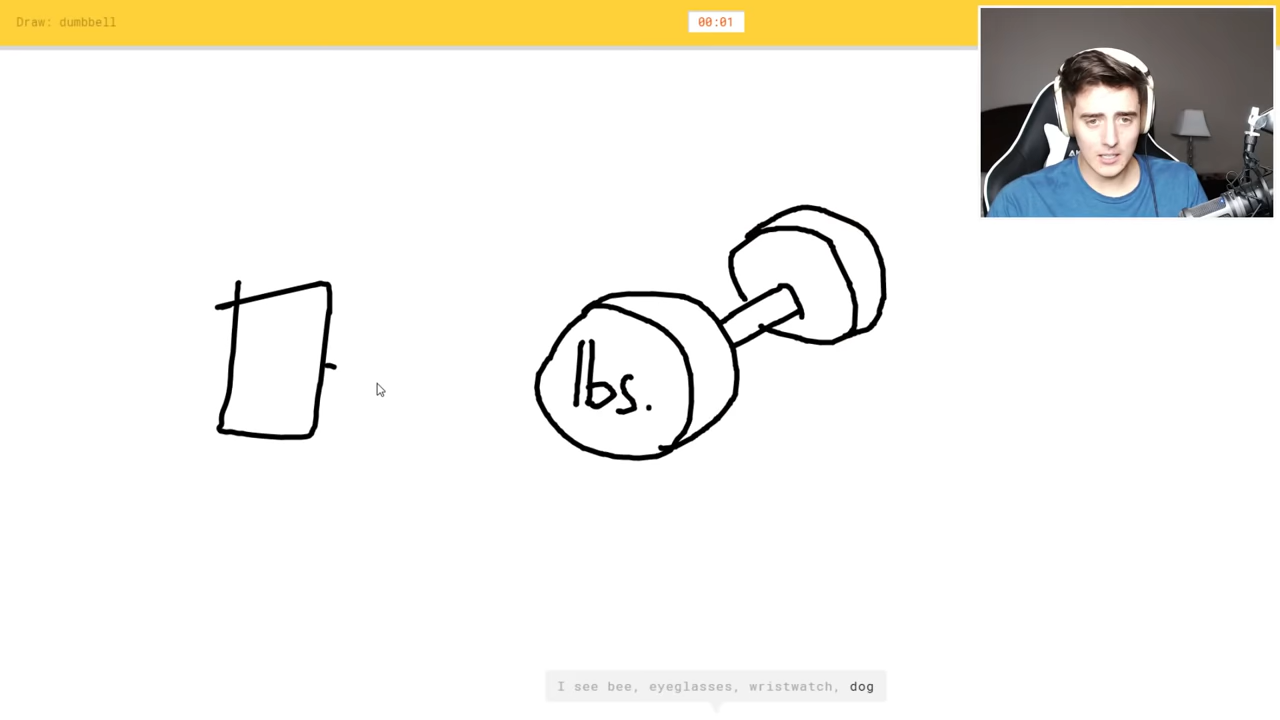 Draw: dumbbell
00:01
lbs.
I see bee, eyeglasses, wristwatch, dog